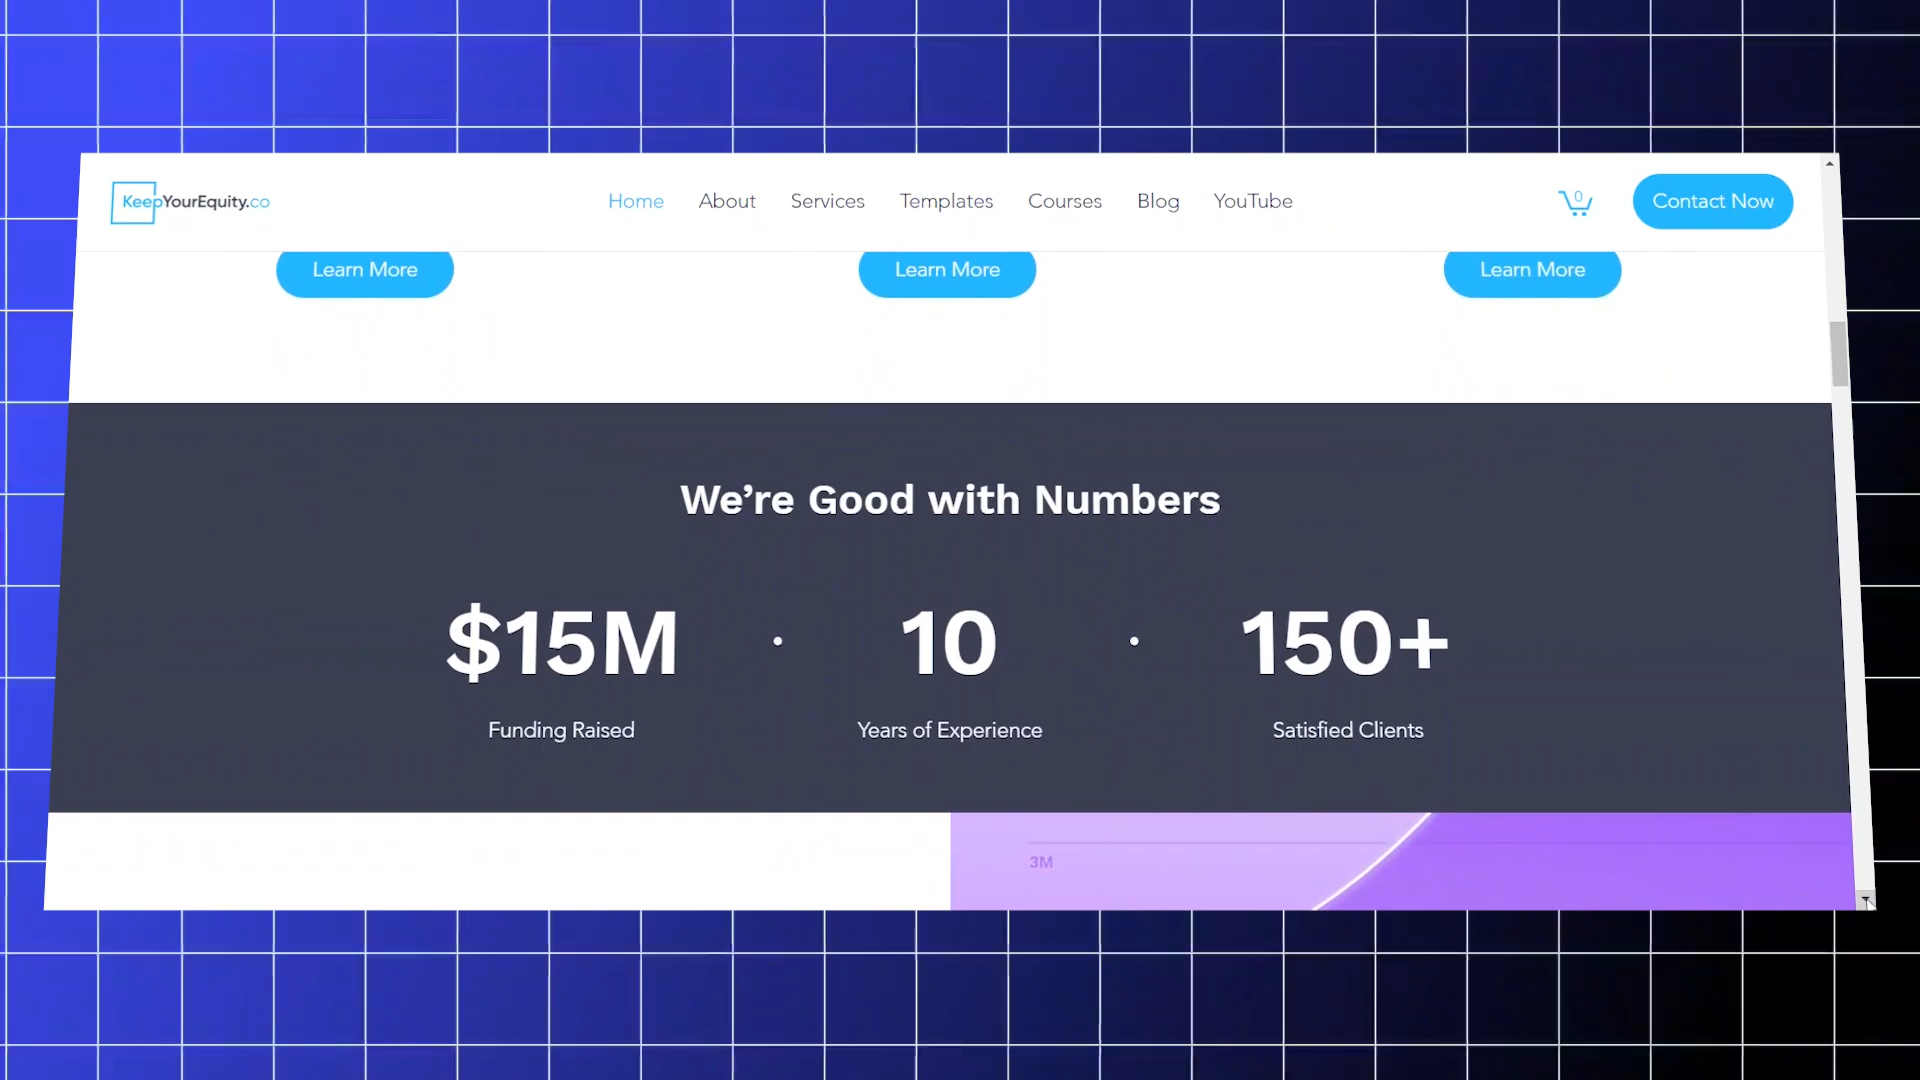 KeepYourEquity.co
Home About Services Templates Courses Blog YouTube 0 Contact Now
Learn More Learn More Learn More
We're Good with Numbers
$15M · 10 · 150+
Funding Raised Years of Experience Satisfied Clients
3M